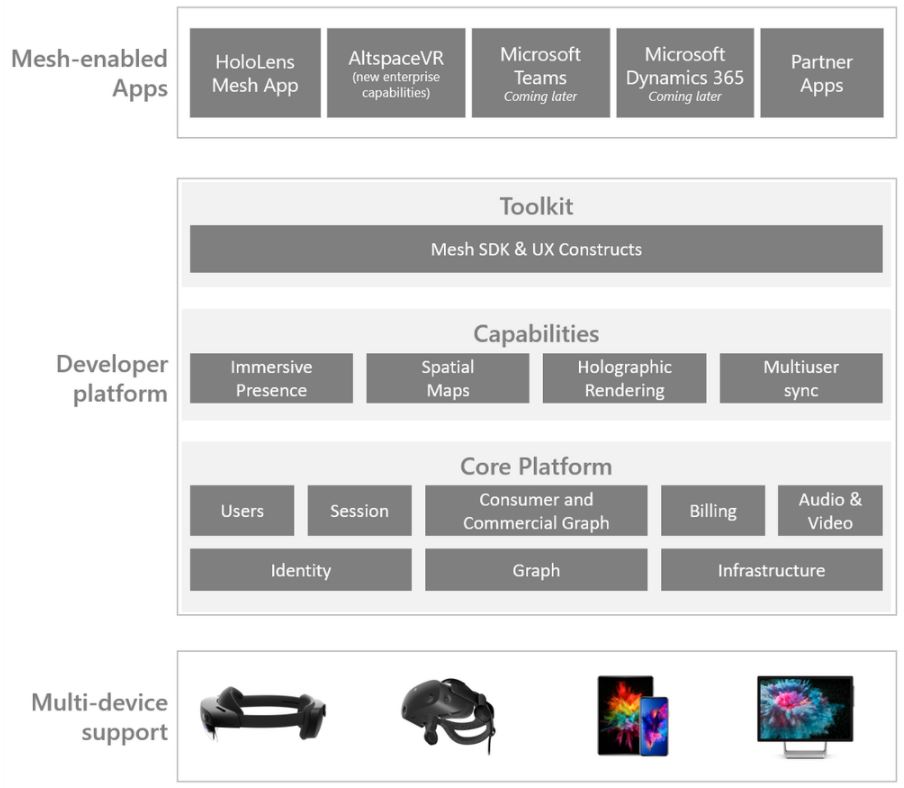 Mesh-enabled
Apps
HoloLens
Mesh App
AltspaceVR
(new enterprise
capabilities)
Microsoft
Teams
Coming later
Microsoft
Dynamics 365
Coming later
Partner
Apps
Developer
platform
Toolkit
Mesh SDK & UX Constructs
Capabilities
Immersive
Presence
Spatial
Maps
Holographic
Rendering
Multiuser
sync
Core Platform
Users
Session
Consumer and
Commercial Graph
Billing
Audio &
Video
Identity
Graph
Infrastructure
Multi-device
support